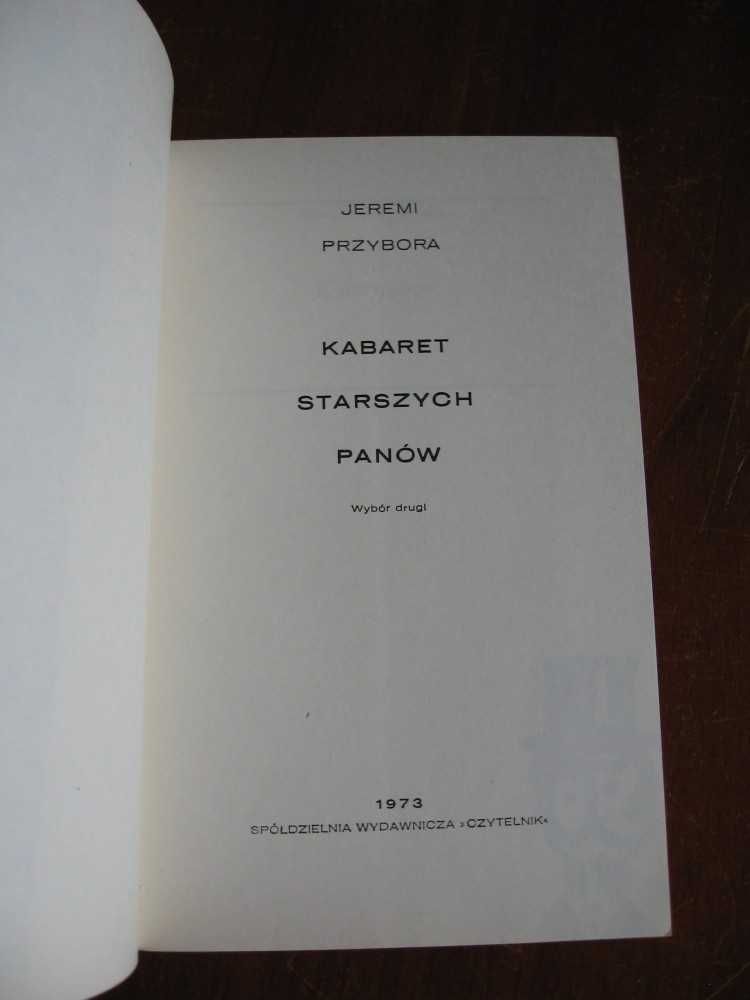 JEREMI
PRZYBORA
KABARET
STARSZYCH
PANÓW
Wybór drugi
1973
SPÓŁDZIELNIA WYDAWNICZA »CZYTELNIK«